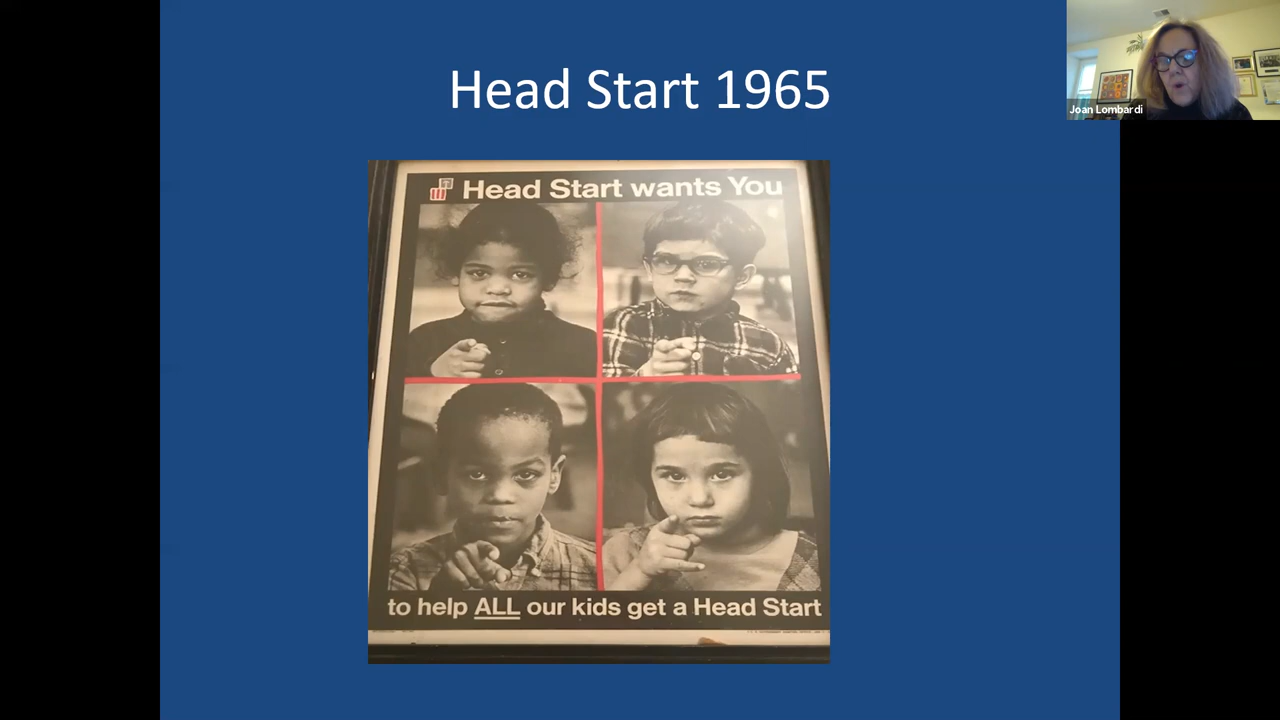 Head Start 1965
Joan Lombardi
Head Start wants You
to help ALL our kids get a Head Start